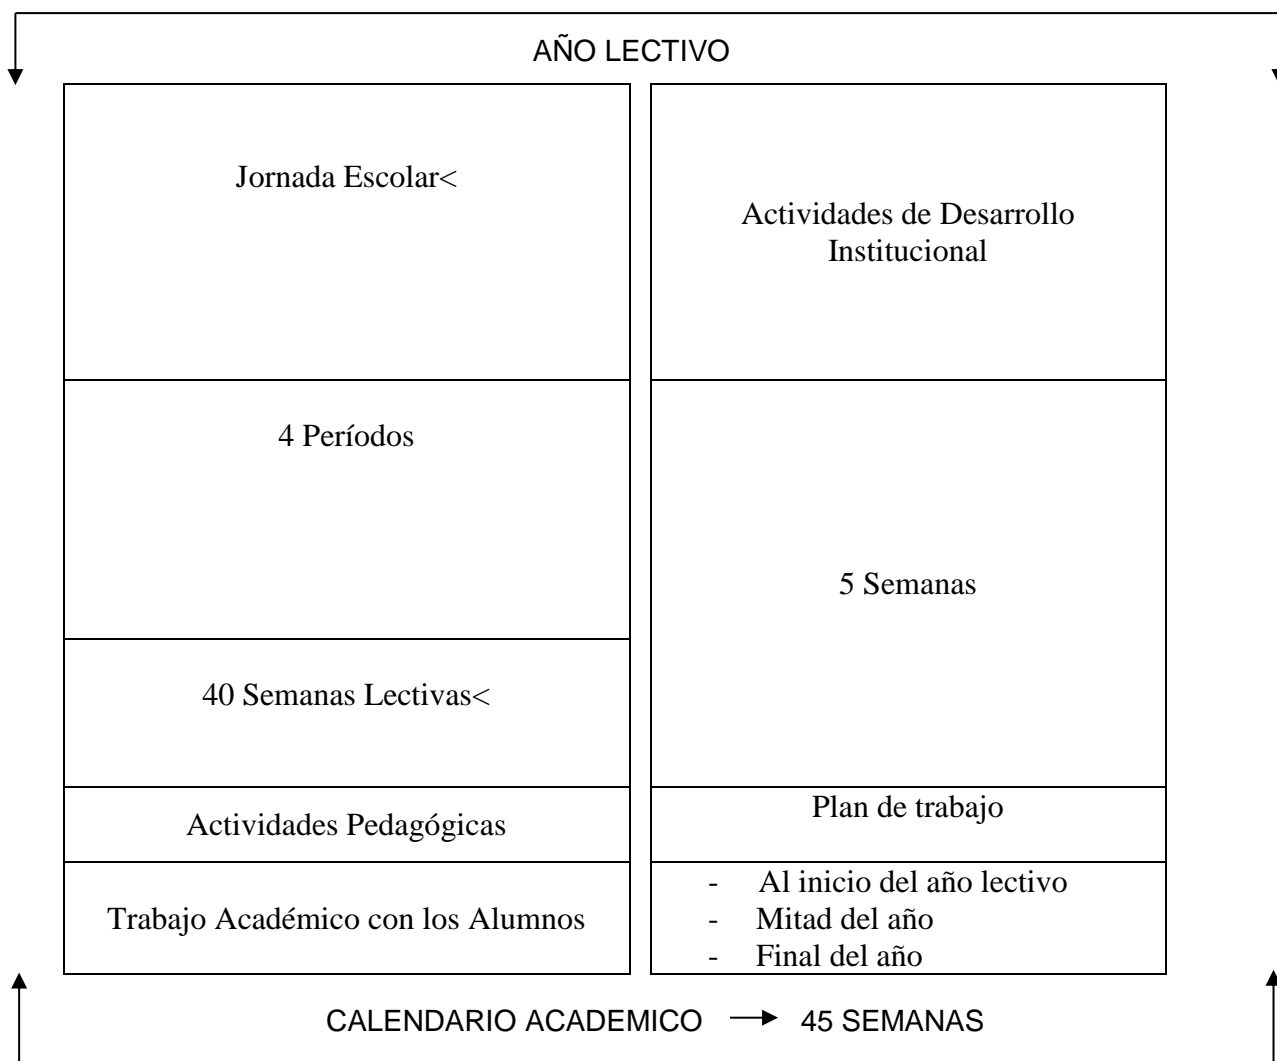 AÑO LECTIVO
Jornada Escolar<
4 Períodos
40 Semanas Lectivas<
Actividades Pedagógicas
Trabajo Académico con los Alumnos
Actividades de Desarrollo
Institucional
5 Semanas
Plan de trabajo
- Al inicio del año lectivo
- Mitad del año
- Final del año
CALENDARIO ACADEMICO → 45 SEMANAS